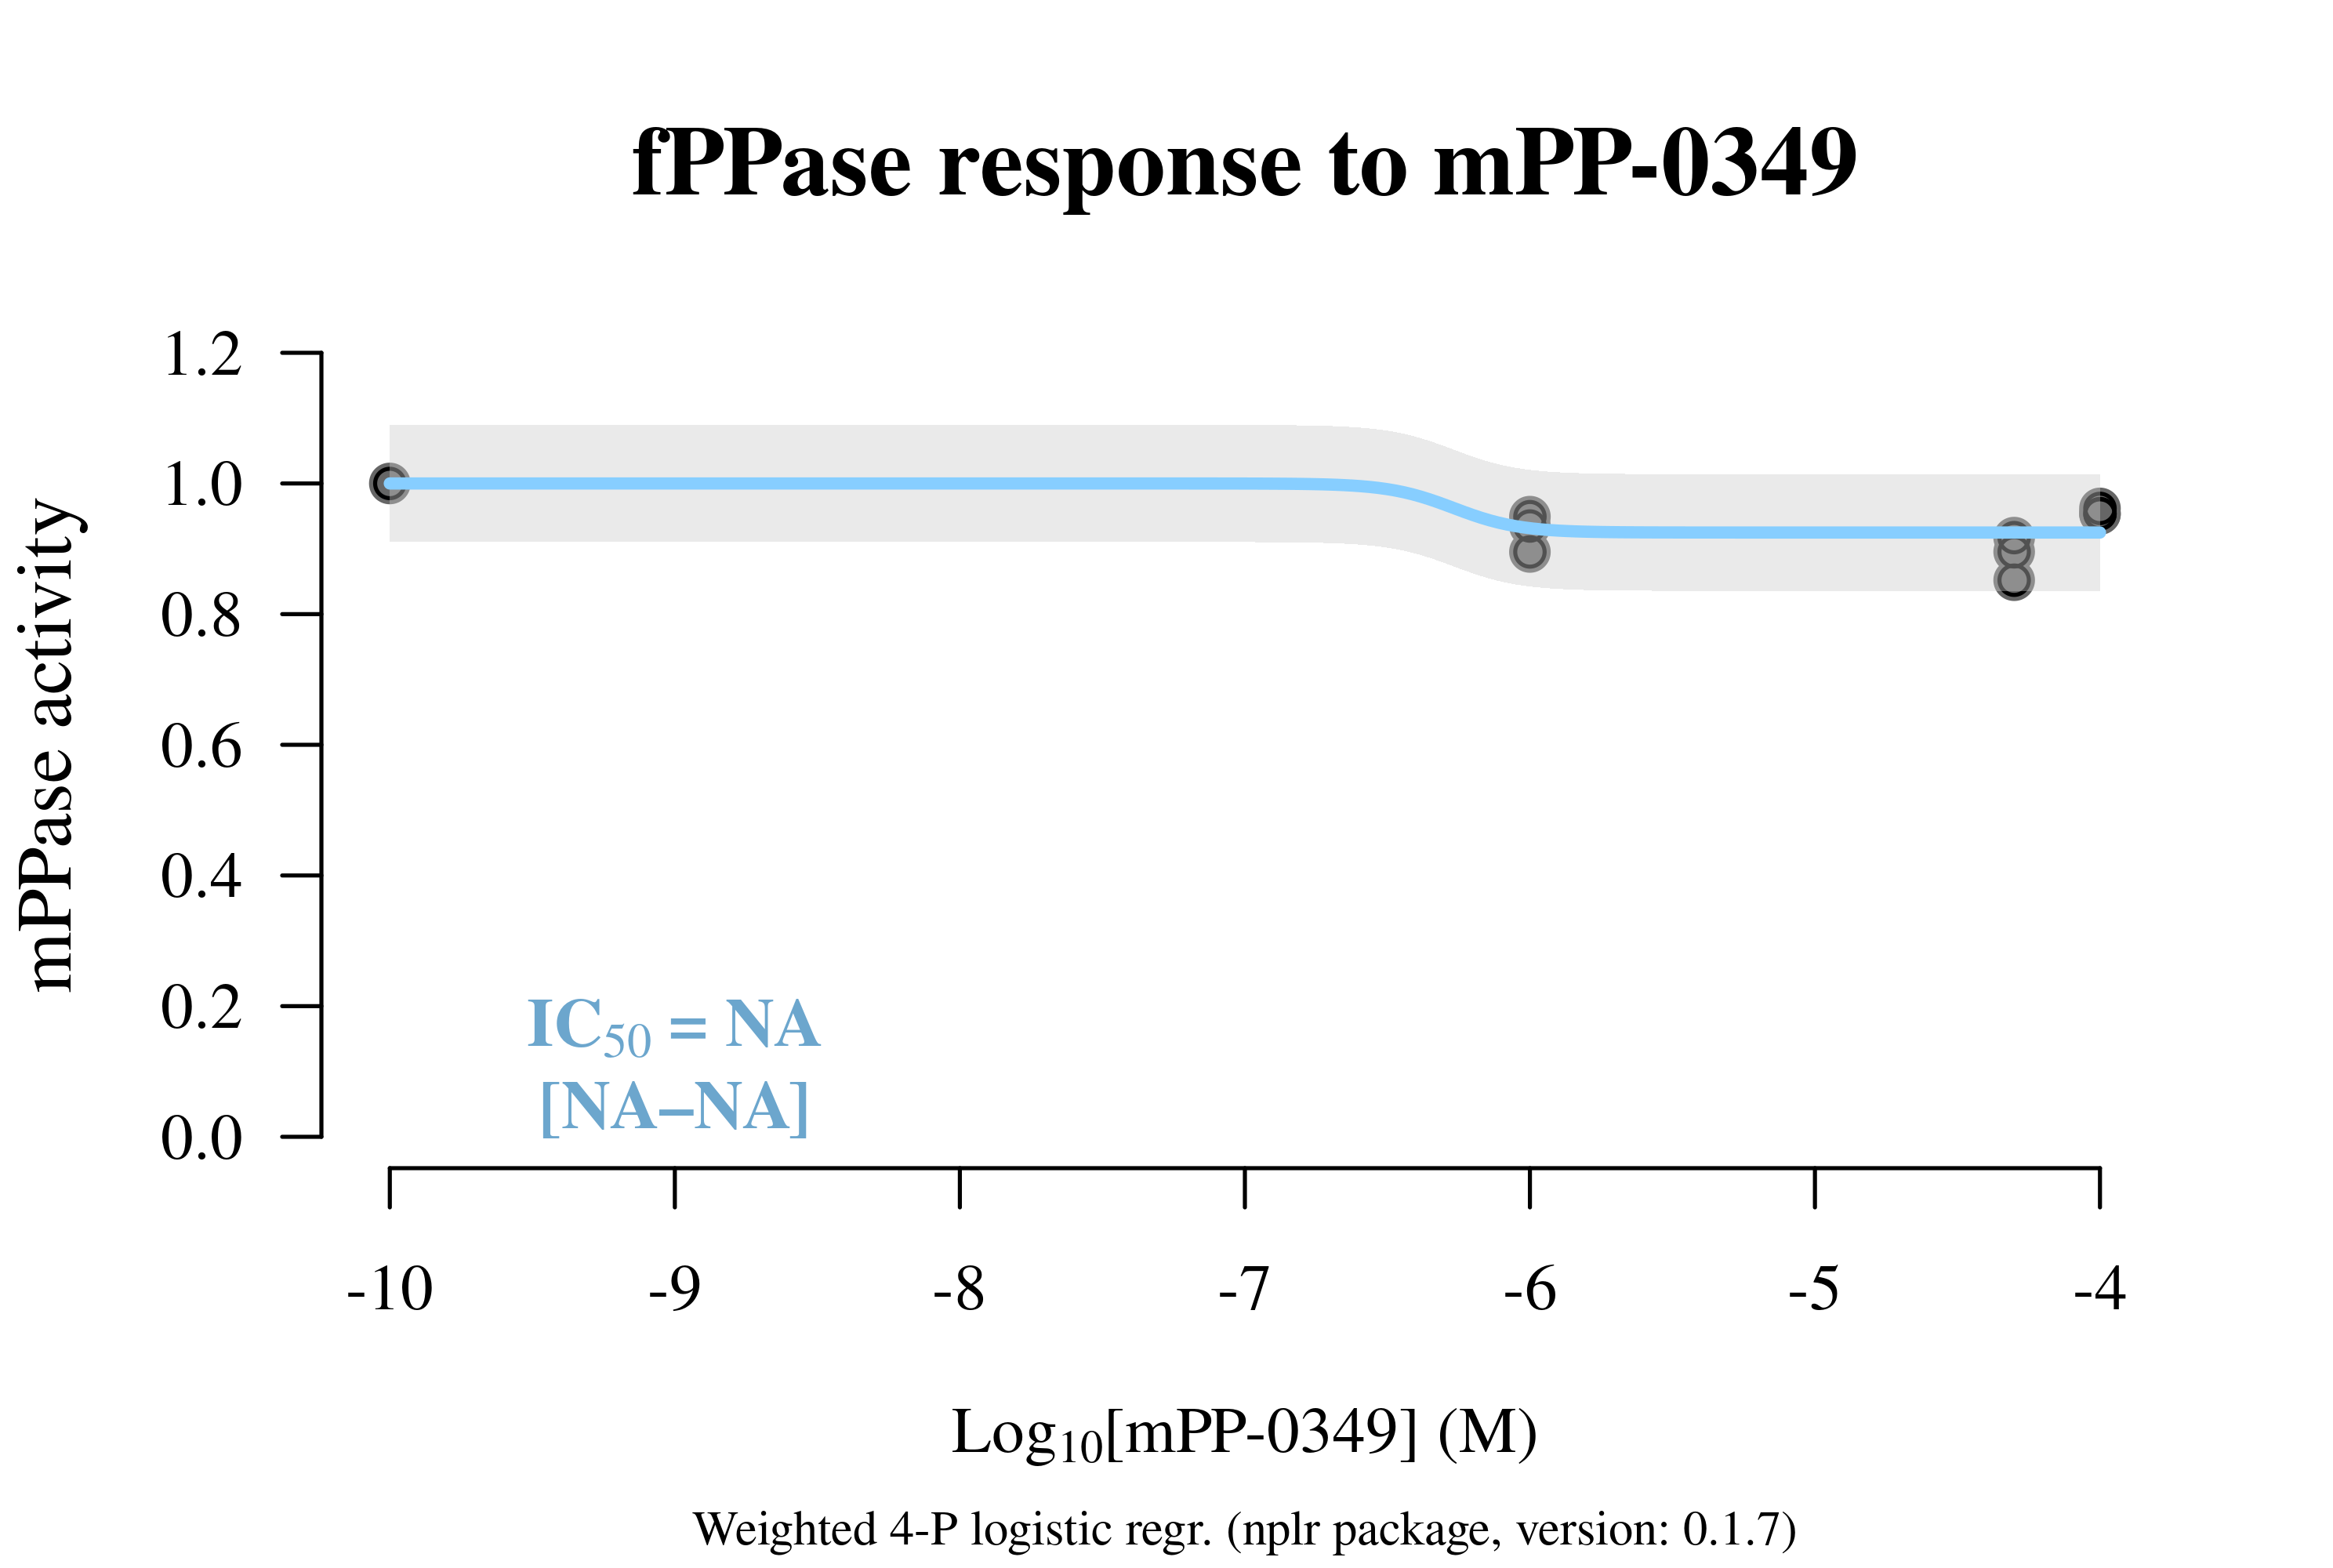 fPPase response to mPP-0349
mPPase activity
1.2
1.0
0.8
0.6
0.4
0.2
0.0
IC50 = NA
[NA–NA]
-10 -9 -8 -7 -6 -5 -4
Log10[mPP-0349] (M)
Weighted 4-P logistic regr. (nplr package, version: 0.1.7)